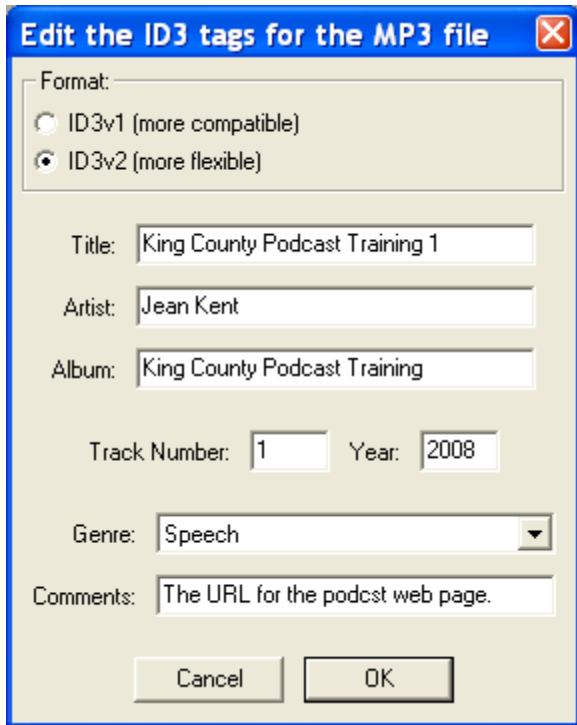 Edit the ID3 tags for the MP3 file
Format:
ID3v1 (more compatible)
ID3v2 (more flexible)
Title: King County Podcast Training 1
Artist: Jean Kent
Album: King County Podcast Training
Track Number: 1 Year: 2008
Genre: Speech
Comments: The URL for the podcst web page.
Cancel OK